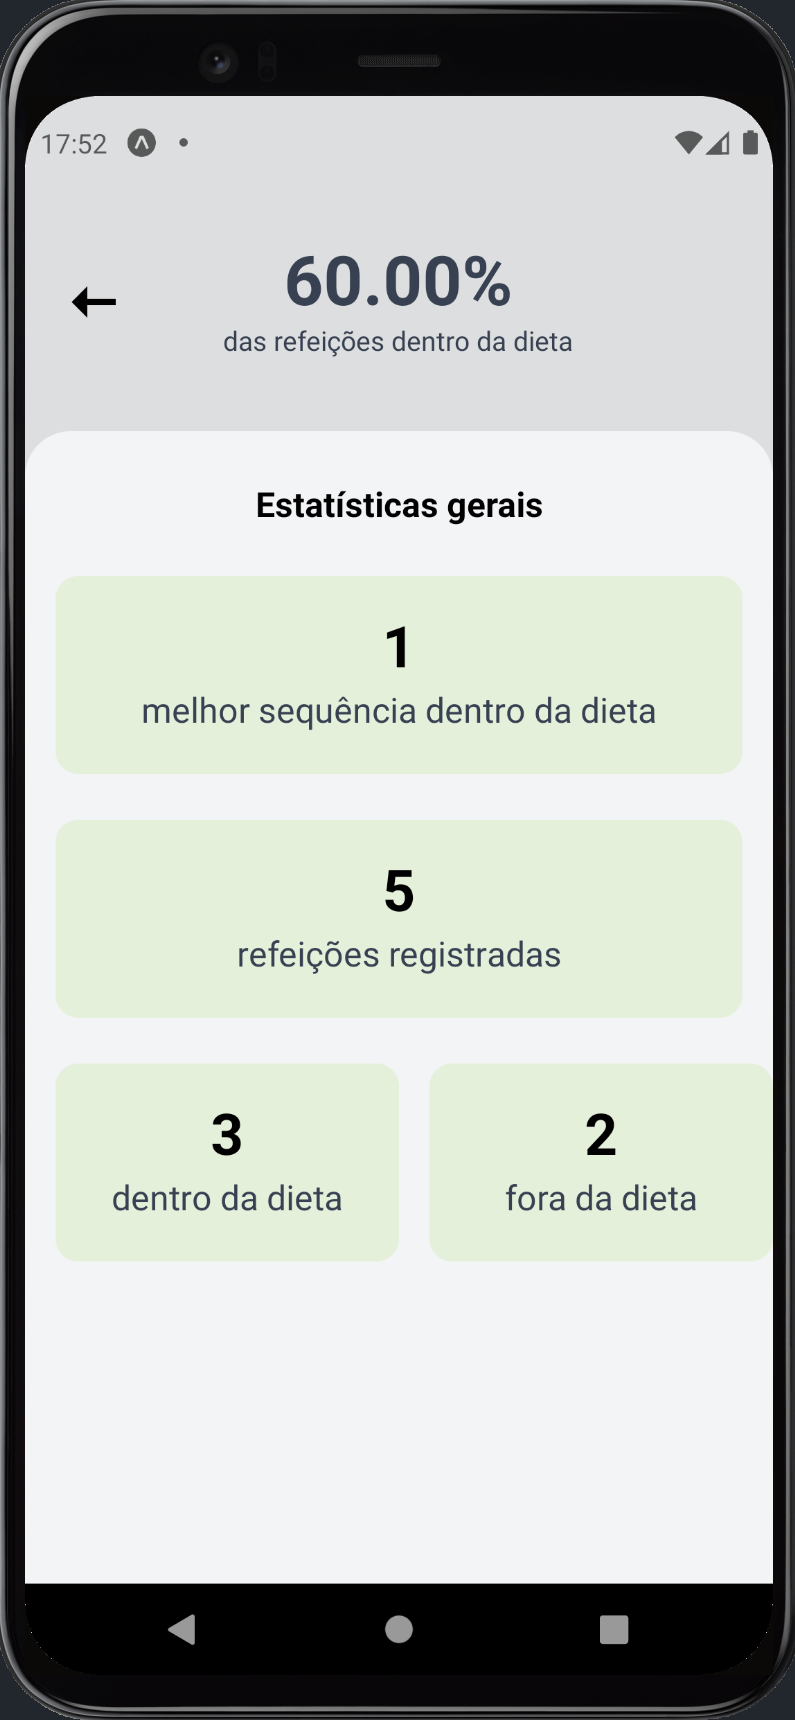 17:52
60.00%
das refeições dentro da dieta
Estatísticas gerais
1
melhor sequência dentro da dieta
5
refeições registradas
3
dentro da dieta
2
fora da dieta